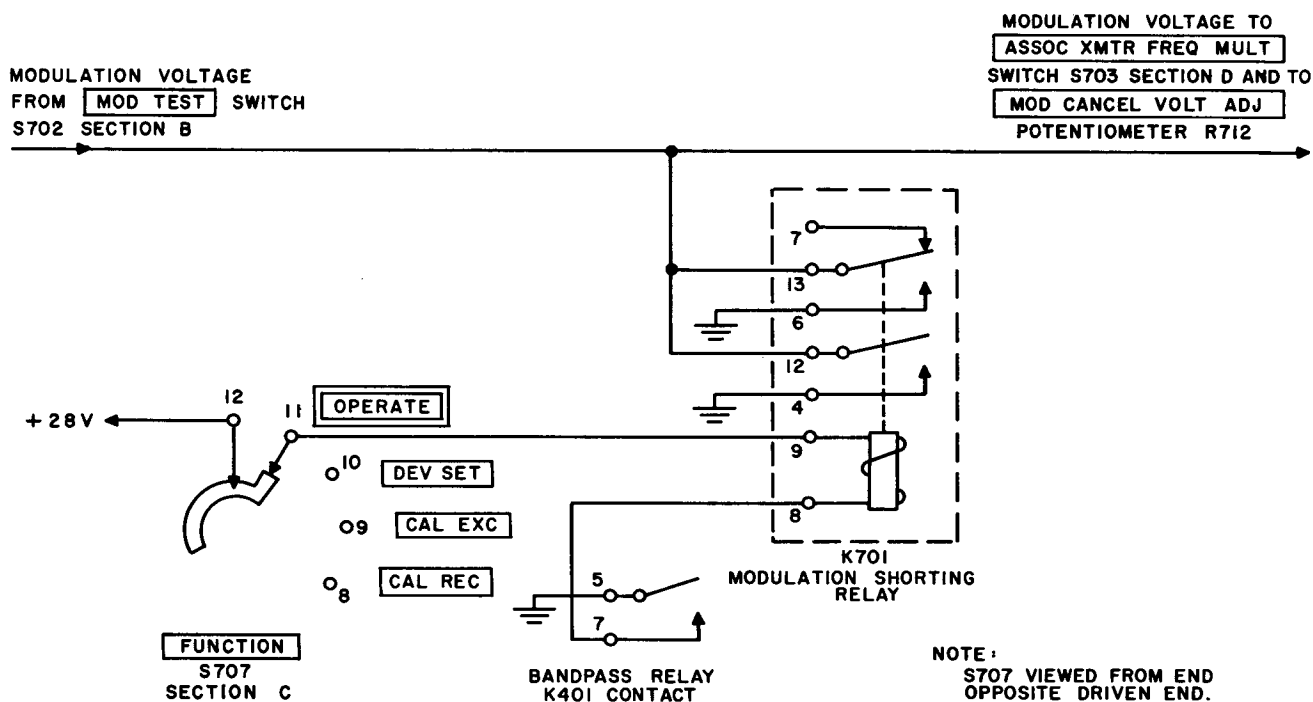 MODULATION VOLTAGE
FROM MOD TEST SWITCH
S702 SECTION B
MODULATION VOLTAGE TO
ASSOC XMTR FREQ MULT
SWITCH S703 SECTION D AND TO
MOD CANCEL VOLT ADJ
POTENTIOMETER R712
7
13
6
12
4
9
8
K701
MODULATION SHORTING
RELAY
+28V
12
11
OPERATE
10
DEV SET
9
CAL EXC
8
CAL REC
FUNCTION
S707
SECTION C
5
7
BANDPASS RELAY
K401 CONTACT
NOTE:
S707 VIEWED FROM END
OPPOSITE DRIVEN END.